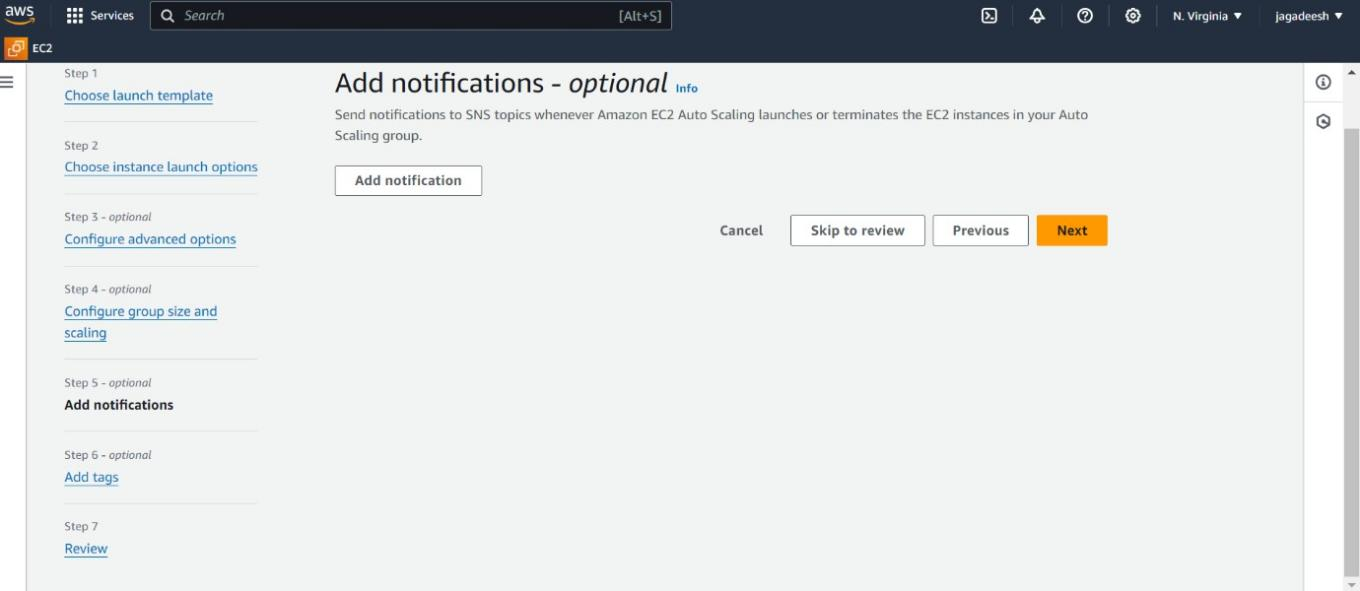 aws
Services
Search
[Alt+S]
N. Virginia
jagadeesh
EC2
Step 1
Choose launch template
Step 2
Choose instance launch options
Step 3 - optional
Configure advanced options
Step 4 - optional
Configure group size and
scaling
Step 5 - optional
Add notifications
Step 6 - optional
Add tags
Step 7
Review
Add notifications - optional Info
Send notifications to SNS topics whenever Amazon EC2 Auto Scaling launches or terminates the EC2 instances in your Auto
Scaling group.
Add notification
Cancel
Skip to review
Previous
Next